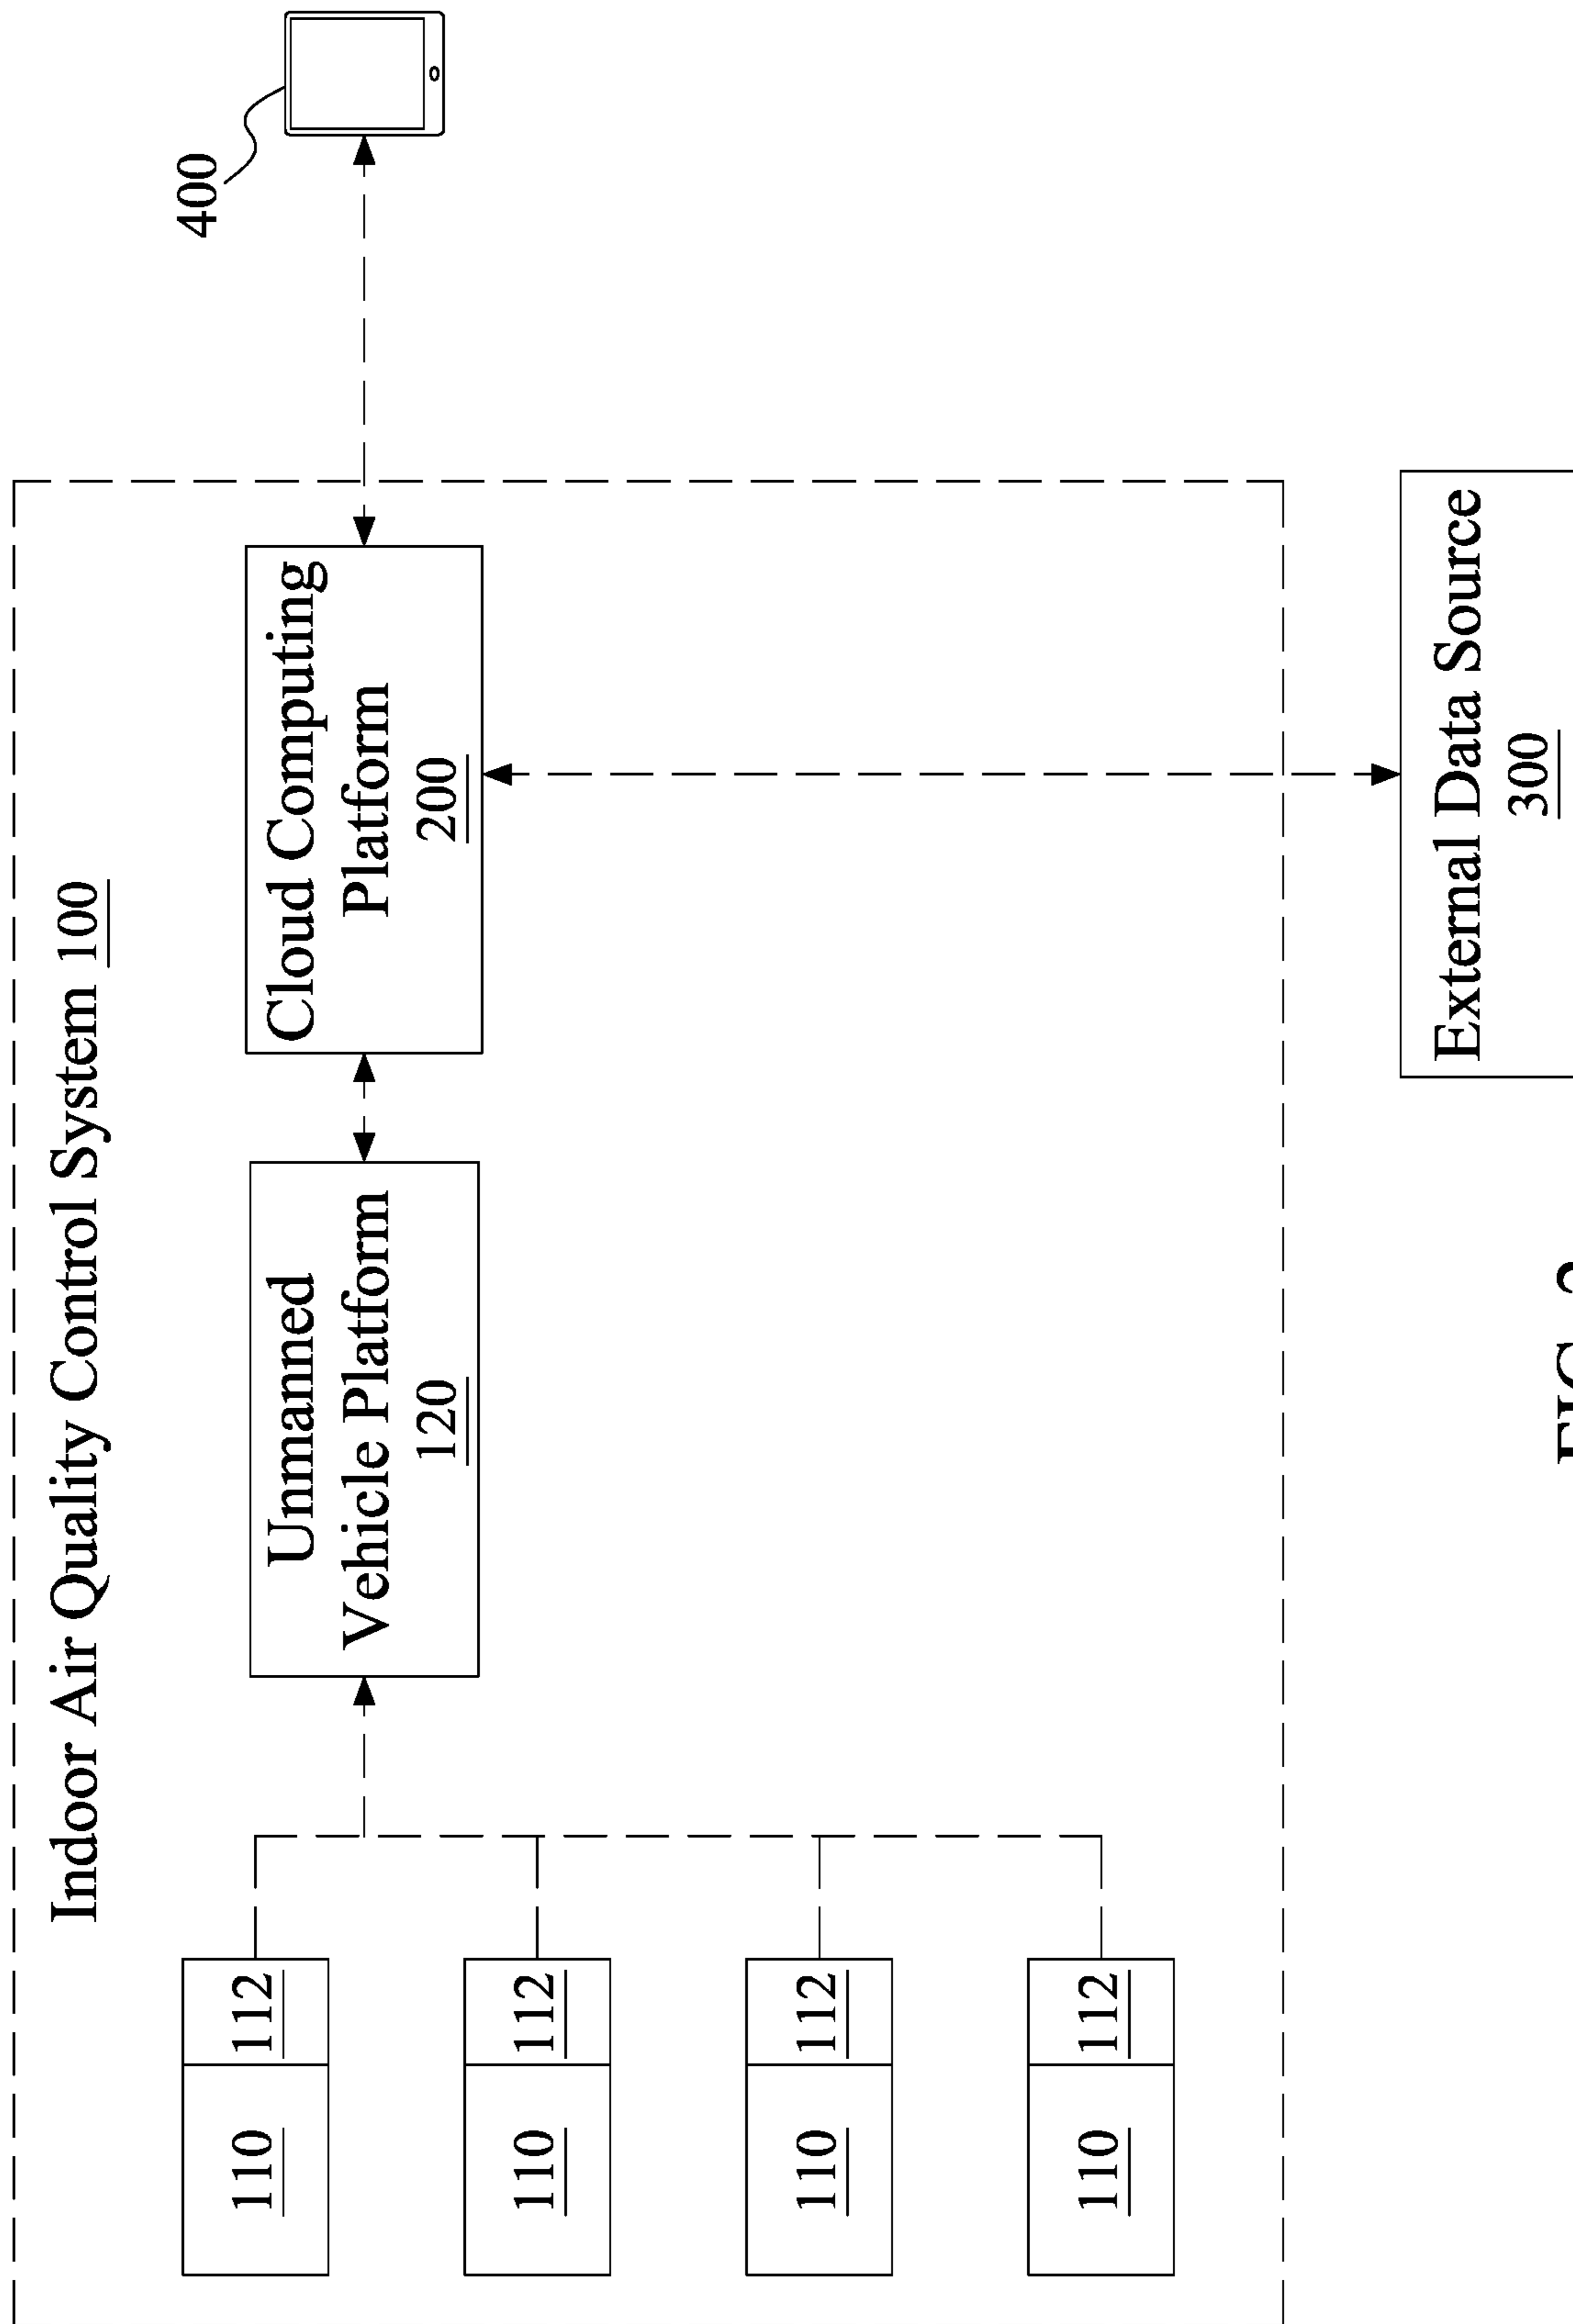 Indoor Air Quality Control System 100
400
110 112
Unmanned
Vehicle Platform
120
Cloud Computing
Platform
200
110 112
110 112
110 112
External Data Source
300
FIG